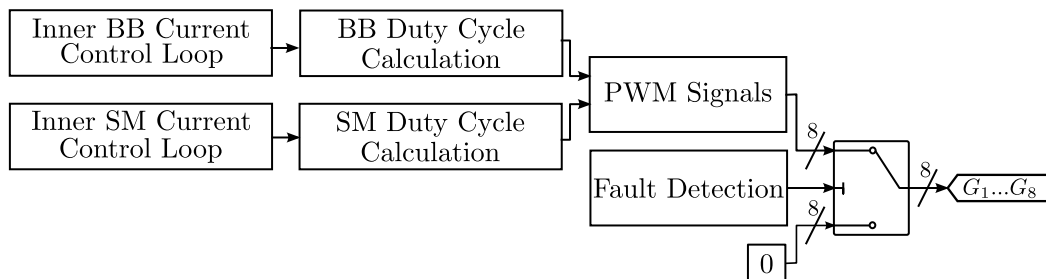 Inner BB Current
Control Loop
BB Duty Cycle
Calculation
Inner SM Current
Control Loop
SM Duty Cycle
Calculation
PWM Signals
8
Fault Detection
8
8
G₁...G₈
0